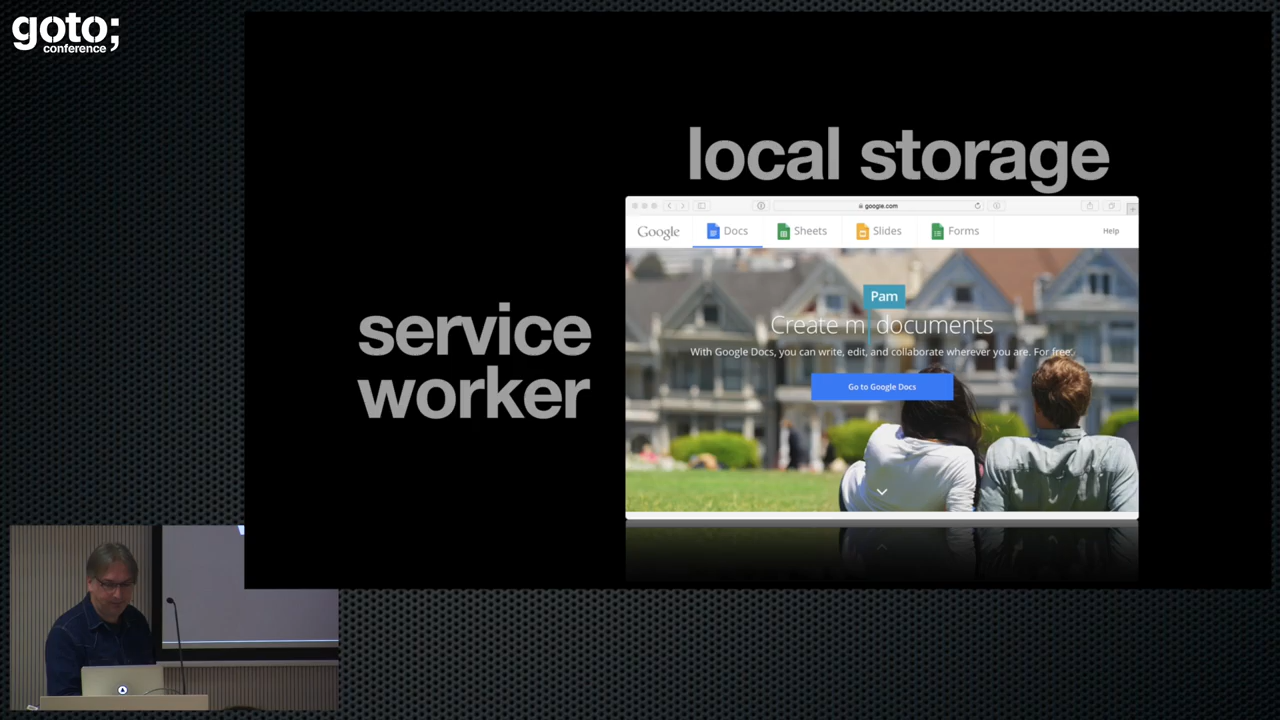 goto;
conference
local storage
google.com
Google
Docs
Sheets
Slides
Forms
Help
Pam
Create m documents
With Google Docs, you can write, edit, and collaborate wherever you are. For free.
Go to Google Docs
service
worker